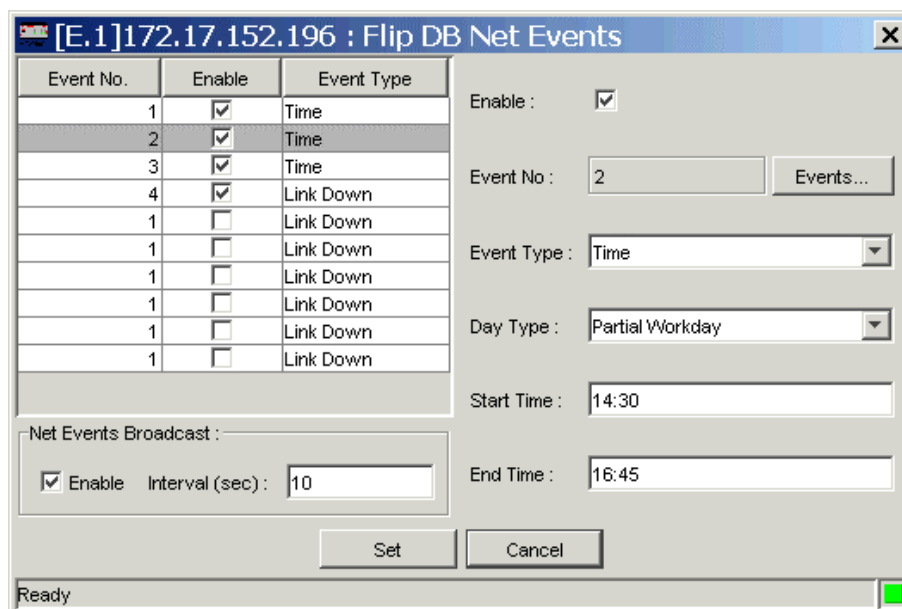 [E.1]172.17.152.196 : Flip DB Net Events
Event No. Enable Event Type
1 Time
2 Time
3 Time
4 Link Down
1 Link Down
1 Link Down
1 Link Down
1 Link Down
1 Link Down
1 Link Down
Net Events Broadcast :
Enable Interval (sec) : 10
Enable :
Event No : 2 Events...
Event Type : Time
Day Type : Partial Workday
Start Time : 14:30
End Time : 16:45
Set Cancel
Ready